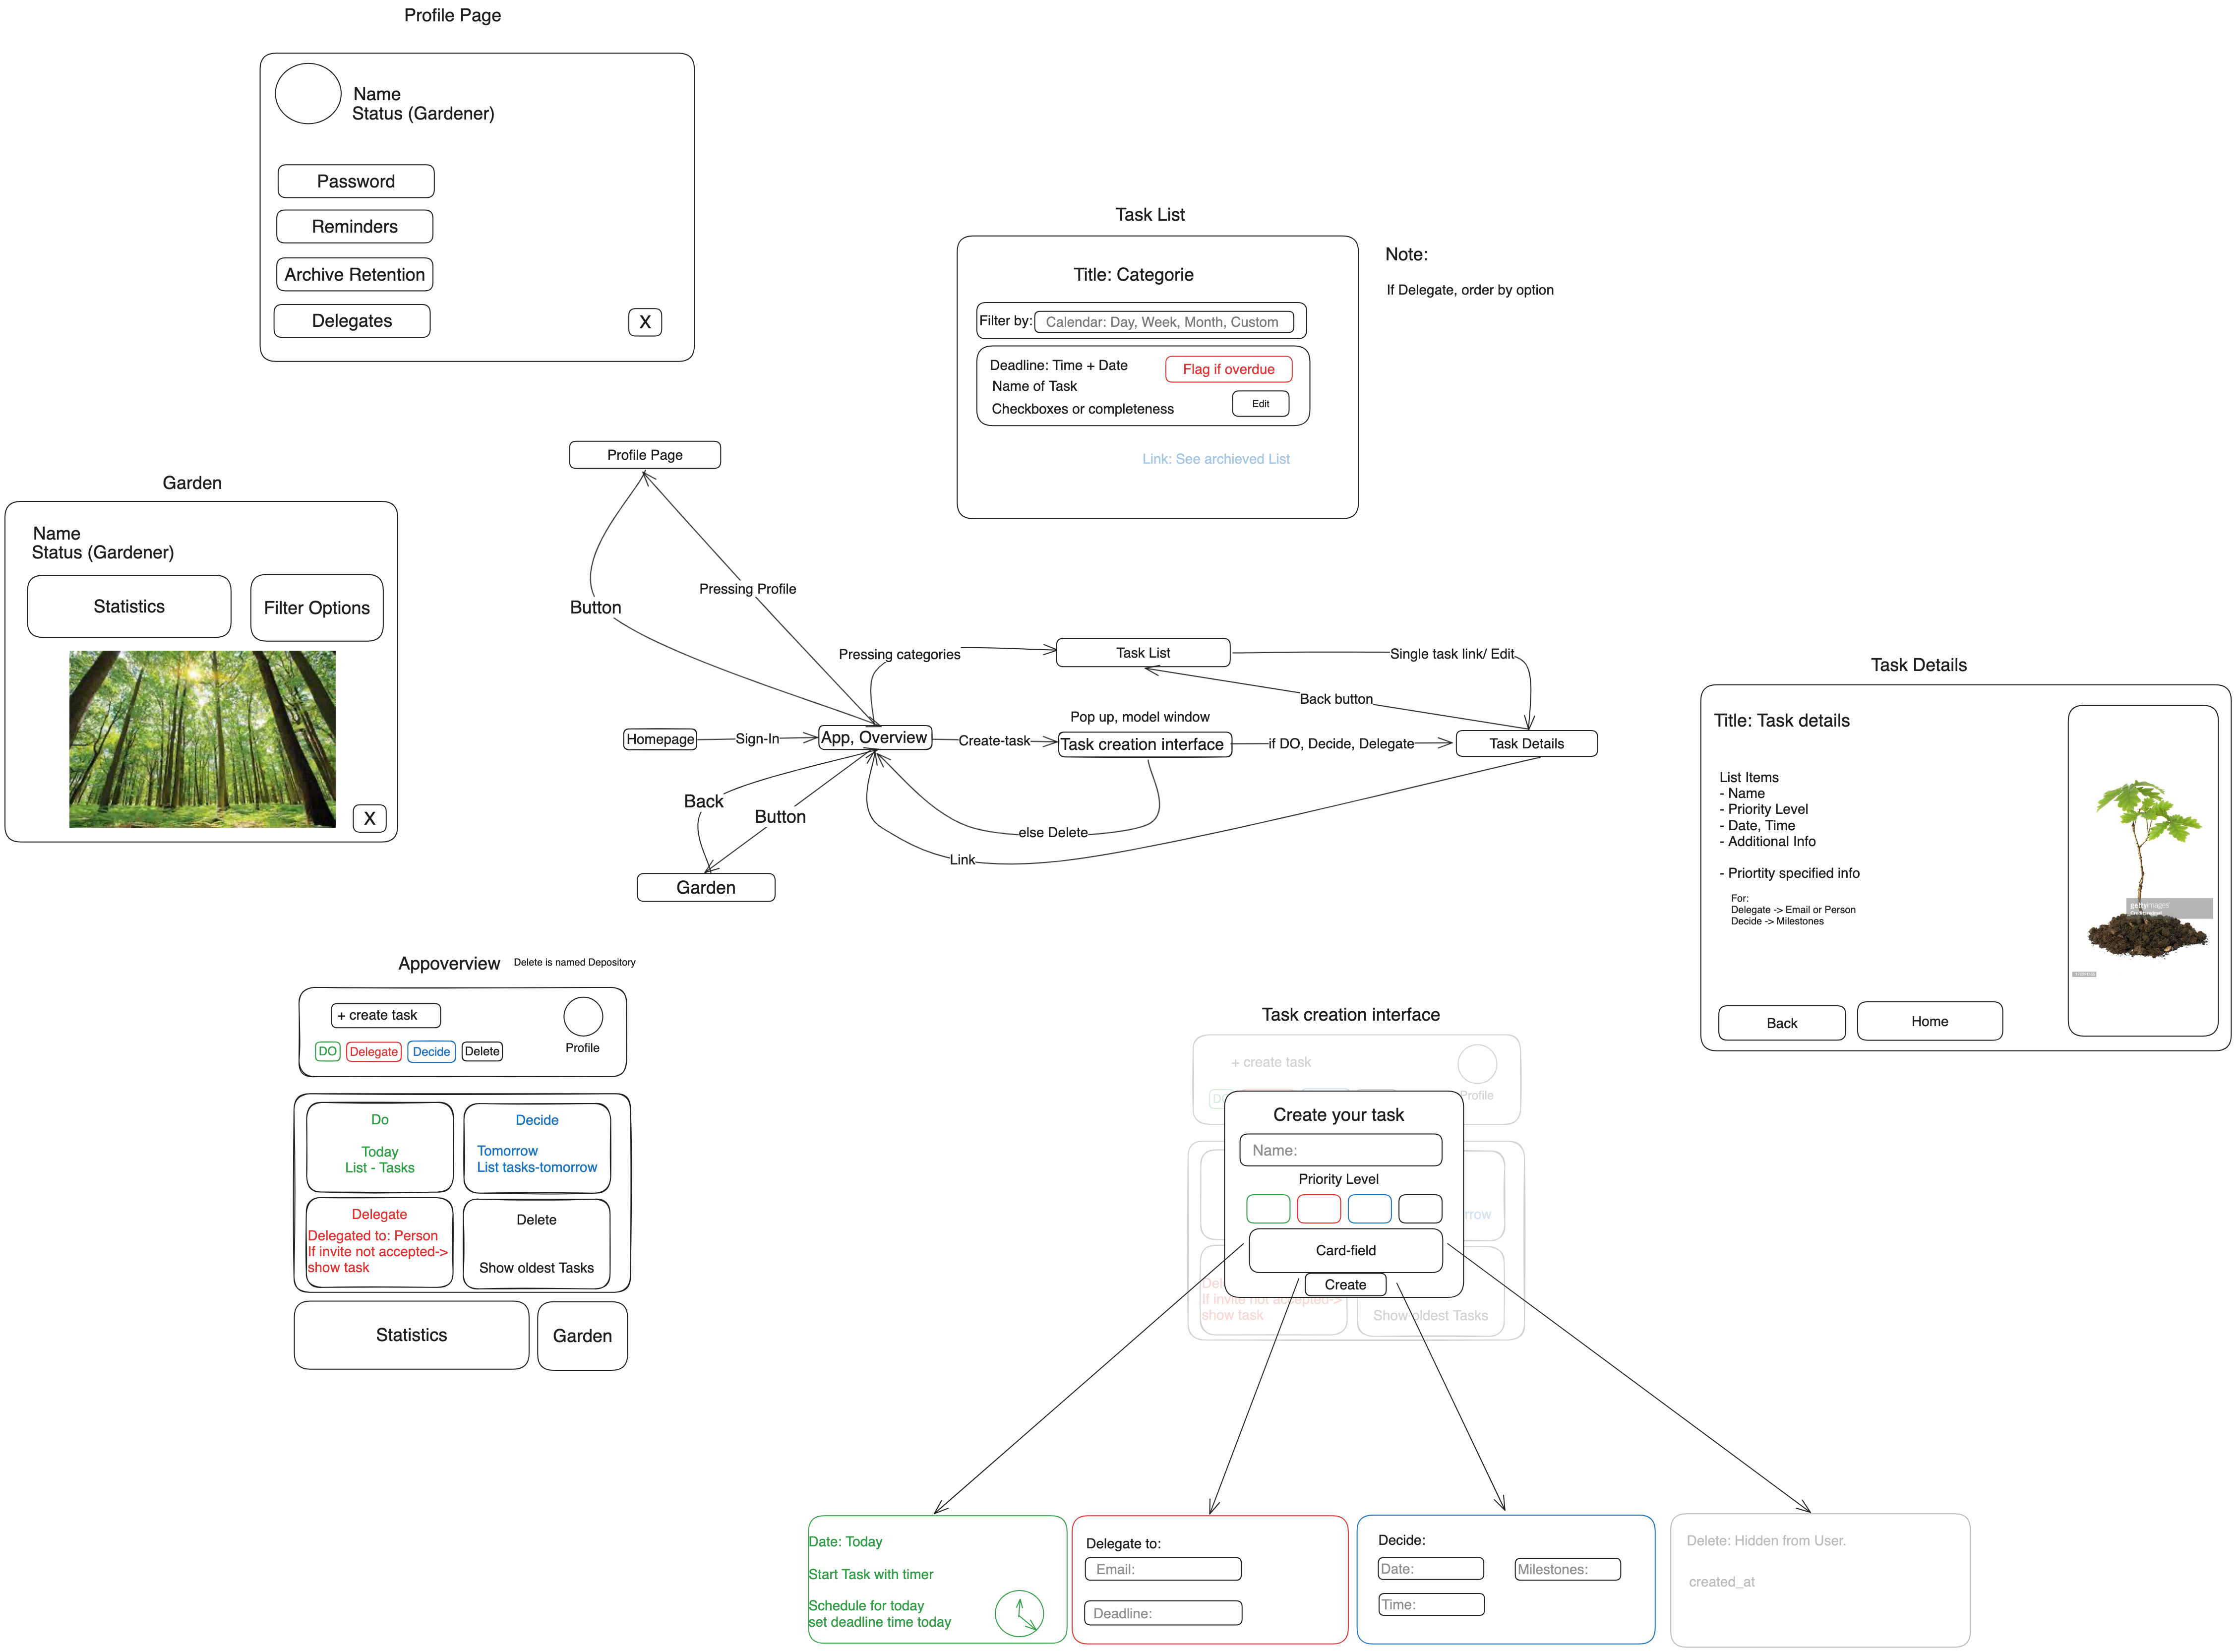 Profile Page
Name
Status (Gardener)
Password
Reminders
Archive Retention
Delegates
X
Task List
Title: Categorie
Filter by:
Calendar: Day, Week, Month, Custom
Deadline: Time + Date
Flag if overdue
Name of Task
Checkboxes or completeness
Edit
Link: See archieved List
Note:
If Delegate, order by option
Garden
Name
Status (Gardener)
Statistics
Filter Options
X
Profile Page
Pressing Profile
Button
Pressing categories
Task List
Single task link/ Edit
Back button
Pop up, model window
Homepage
Sign-In
App, Overview
Create-task
Task creation interface
if DO, Decide, Delegate
Task Details
Back
Button
else Delete
Link
Garden
Task Details
Title: Task details
List Items
- Name
- Priority Level
- Date, Time
- Additional Info
- Priortity specified info
For:
Delegate -> Email or Person
Decide -> Milestones
gettyimages
Back
Home
Appoverview
Delete is named Depository
+ create task
DO
Delegate
Decide
Delete
Profile
Do
Today
List - Tasks
Decide
Tomorrow
List tasks-tomorrow
Delegate
Delegated to: Person
If invite not accepted->
show task
Delete
Show oldest Tasks
Statistics
Garden
Task creation interface
+ create task
Profile
Create your task
Name:
Priority Level
Card-field
Create
If invite not accepted->
show task
Show oldest Tasks
Date: Today
Start Task with timer
Schedule for today
set deadline time today
Delegate to:
Email:
Deadline:
Decide:
Date:
Milestones:
Time:
Delete: Hidden from User.
created_at